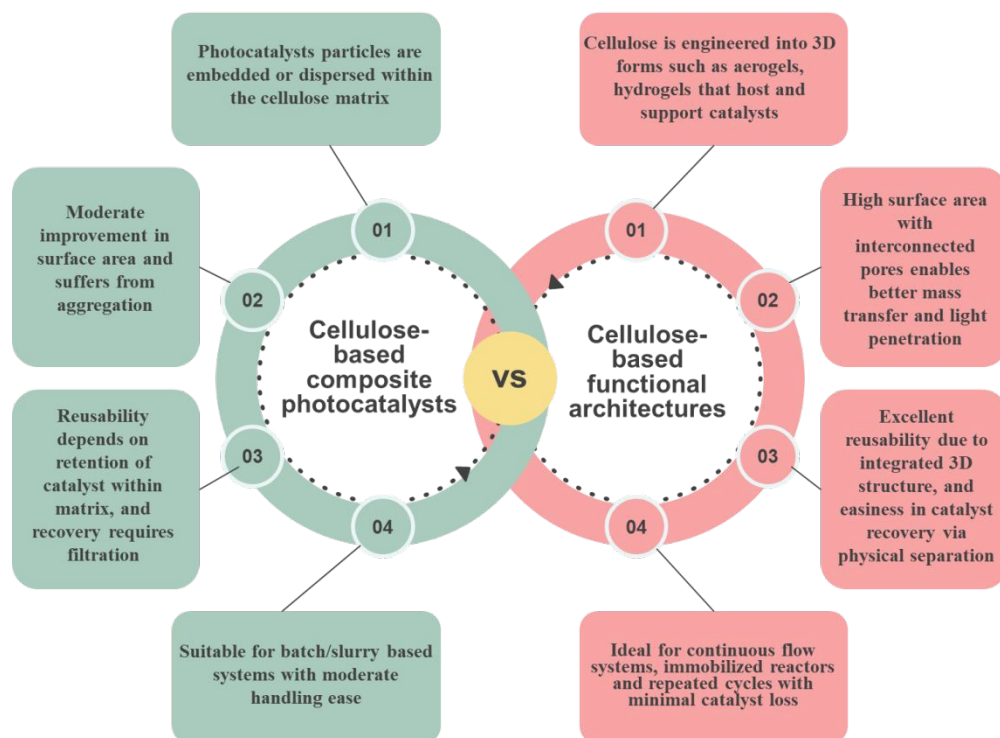 Photocatalysts particles are
embedded or dispersed within
the cellulose matrix
Cellulose is engineered into 3D
forms such as aerogels,
hydrogels that host and
support catalysts
Moderate
improvement in
surface area and
suffers from
aggregation
01
02
03
04
Cellulose-
based
composite
photocatalysts
VS
Cellulose-
based
functional
architectures
01
02
03
04
High surface area
with
interconnected
pores enables
better mass
transfer and light
penetration
Reusability
depends on
retention of
catalyst within
matrix, and
recovery requires
filtration
Excellent
reusability due to
integrated 3D
structure, and
easiness in catalyst
recovery via
physical separation
Suitable for batch/slurry based
systems with moderate
handling ease
Ideal for continuous flow
systems, immobilized reactors
and repeated cycles with
minimal catalyst loss